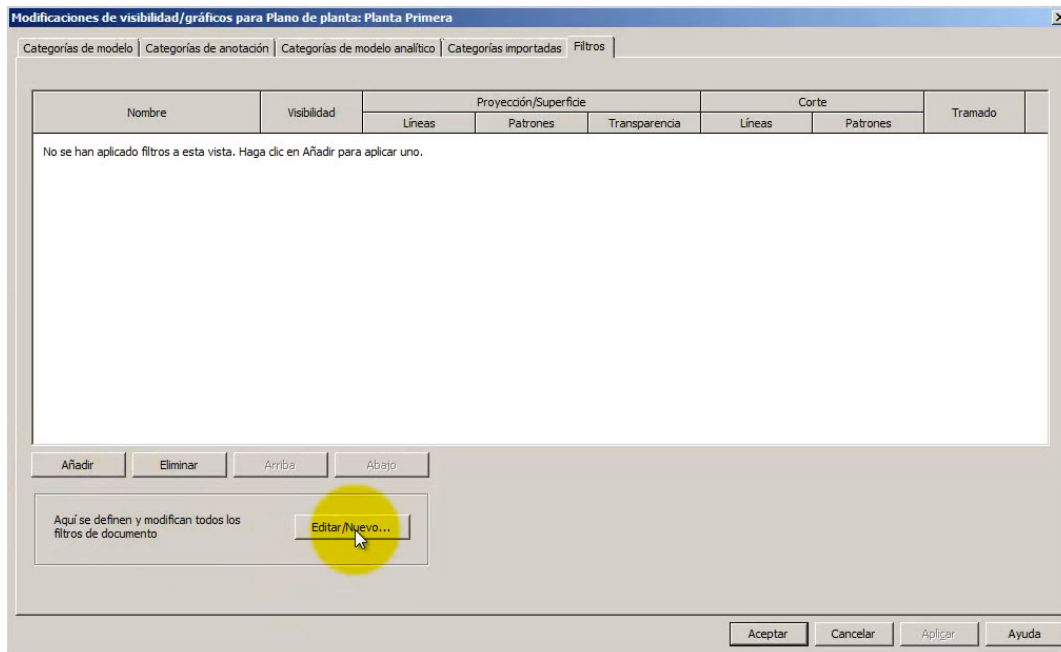 Modificaciones de visibilidad/gráficos para Plano de planta: Planta Primera
Categorías de modelo Categorías de anotación Categorías de modelo analítico Categorías importadas Filtros
Nombre Visibilidad Proyección/Superficie Corte Tramado
Líneas Patrones Transparencia Líneas Patrones
No se han aplicado filtros a esta vista. Haga clic en Añadir para aplicar uno.
Añadir Eliminar Arriba Abajo
Aquí se definen y modifican todos los
filtros de documento
Editar/Nuevo...
Aceptar Cancelar Aplicar Ayuda